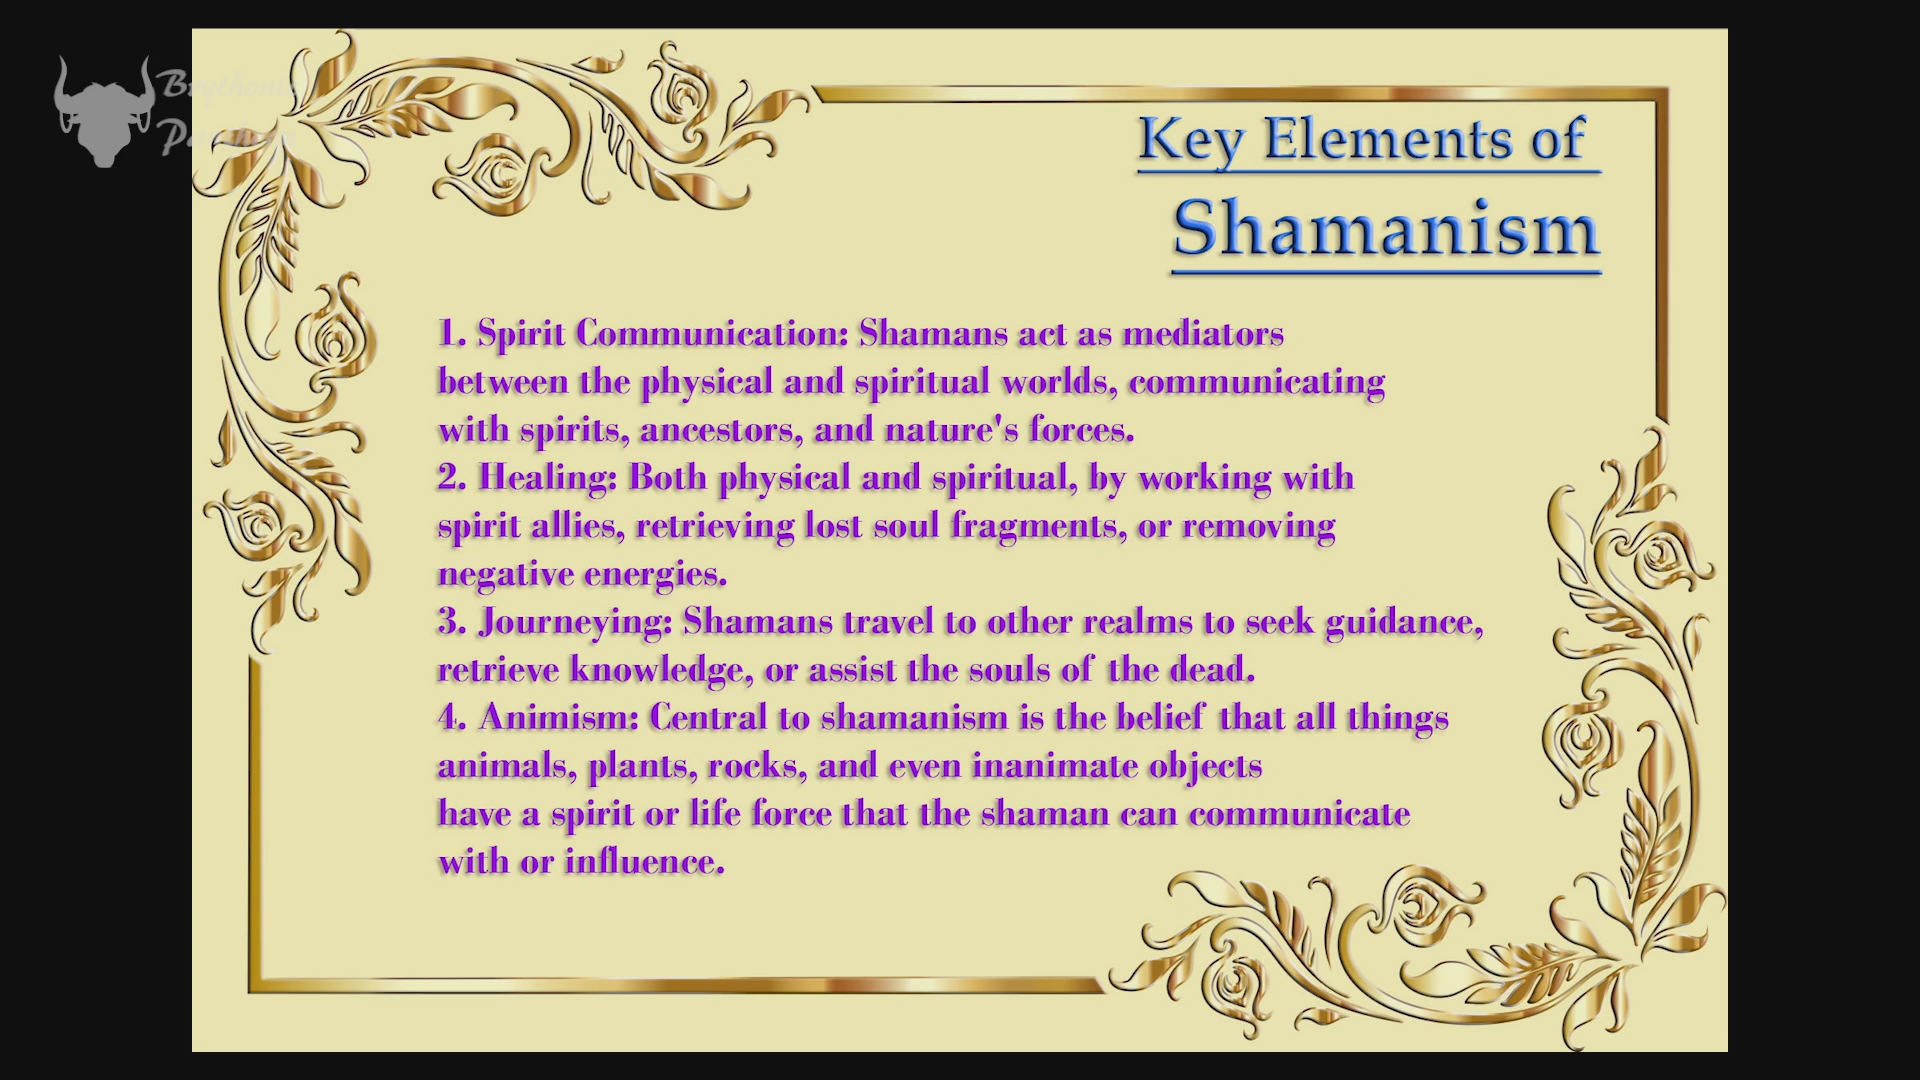 Key Elements of
Shamanism
1. Spirit Communication: Shamans act as mediators
between the physical and spiritual worlds, communicating
with spirits, ancestors, and nature's forces.
2. Healing: Both physical and spiritual, by working with
spirit allies, retrieving lost soul fragments, or removing
negative energies.
3. Journeying: Shamans travel to other realms to seek guidance,
retrieve knowledge, or assist the souls of the dead.
4. Animism: Central to shamanism is the belief that all things
animals, plants, rocks, and even inanimate objects
have a spirit or life force that the shaman can communicate
with or influence.